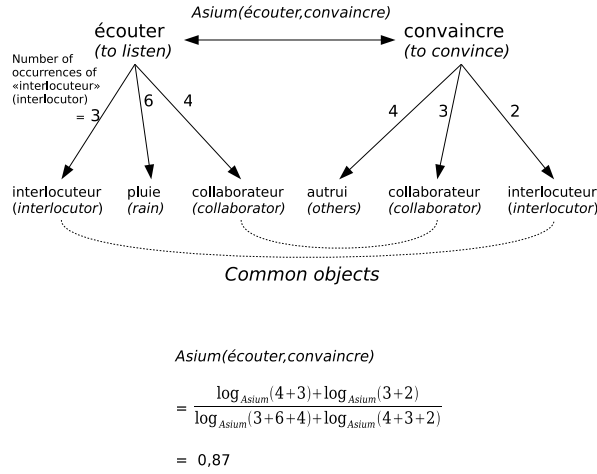 Asium(écouter,convaincre)
écouter
(to listen)
convaincre
(to convince)
Number of
occurrences of
«interlocuteur»
(interlocutor)
= 3
6
4
4
3
2
interlocuteur
(interlocutor)
pluie
(rain)
collaborateur
(collaborator)
autrui
(others)
collaborateur
(collaborator)
interlocuteur
(interlocutor)
Common objects
Asium(écouter,convaincre)
= log_Asium(4+3)+log_Asium(3+2)
log_Asium(3+6+4)+log_Asium(4+3+2)
= 0,87